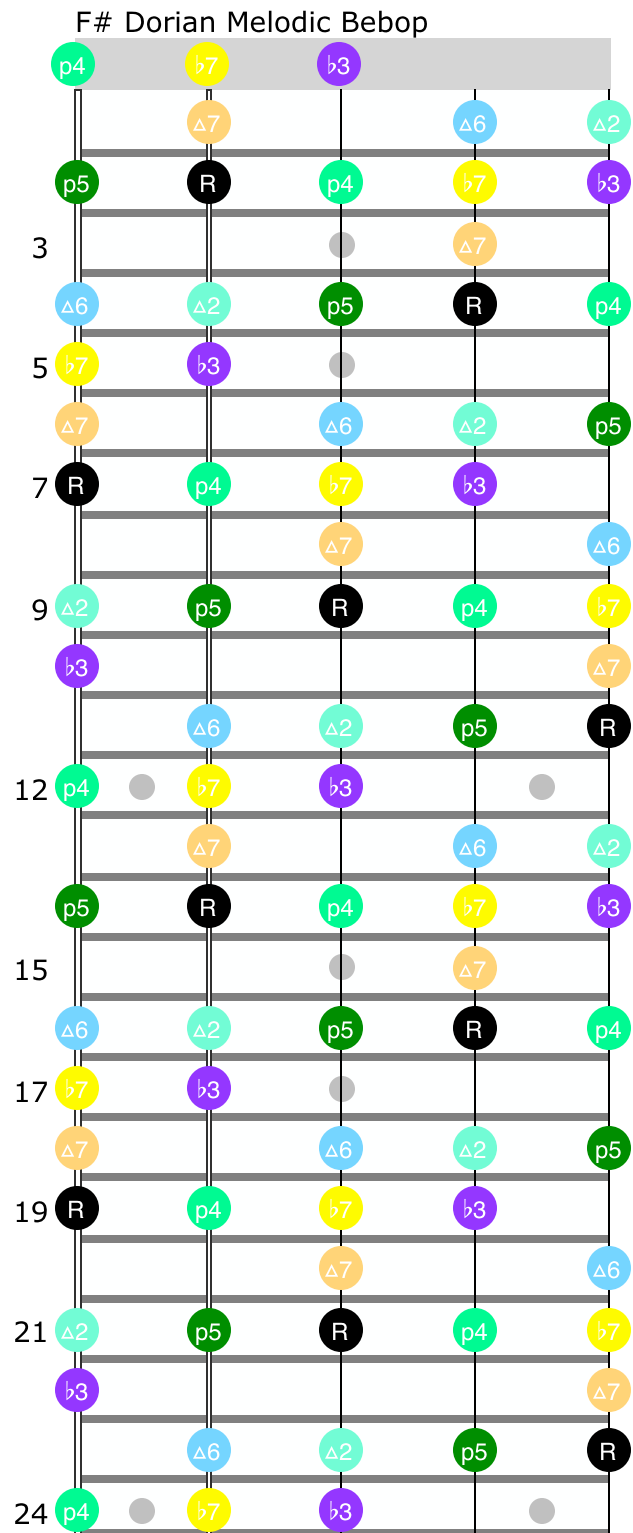 F# Dorian Melodic Bebop
p4 ♭7 ♭3
△7 △6 △2
p5 R p4 ♭7 ♭3
3 △7
△6 △2 p5 R p4
5 ♭7 ♭3
△7 △6 △2 p5
7 R p4 ♭7 ♭3
△7 △6
9 △2 p5 R p4 ♭7
♭3 △7
△6 △2 p5 R
12 p4 ♭7 ♭3
△7 △6 △2
p5 R p4 ♭7 ♭3
15 △7
△6 △2 p5 R p4
17 ♭7 ♭3
△7 △6 △2 p5
19 R p4 ♭7 ♭3
△7 △6
21 △2 p5 R p4 ♭7
♭3 △7
△6 △2 p5 R
24 p4 ♭7 ♭3